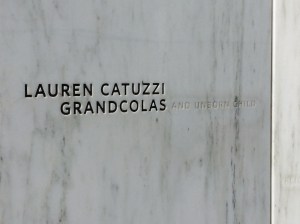 LAUREN CATUZZI
GRANDCOLAS AND UNBORN CHILD